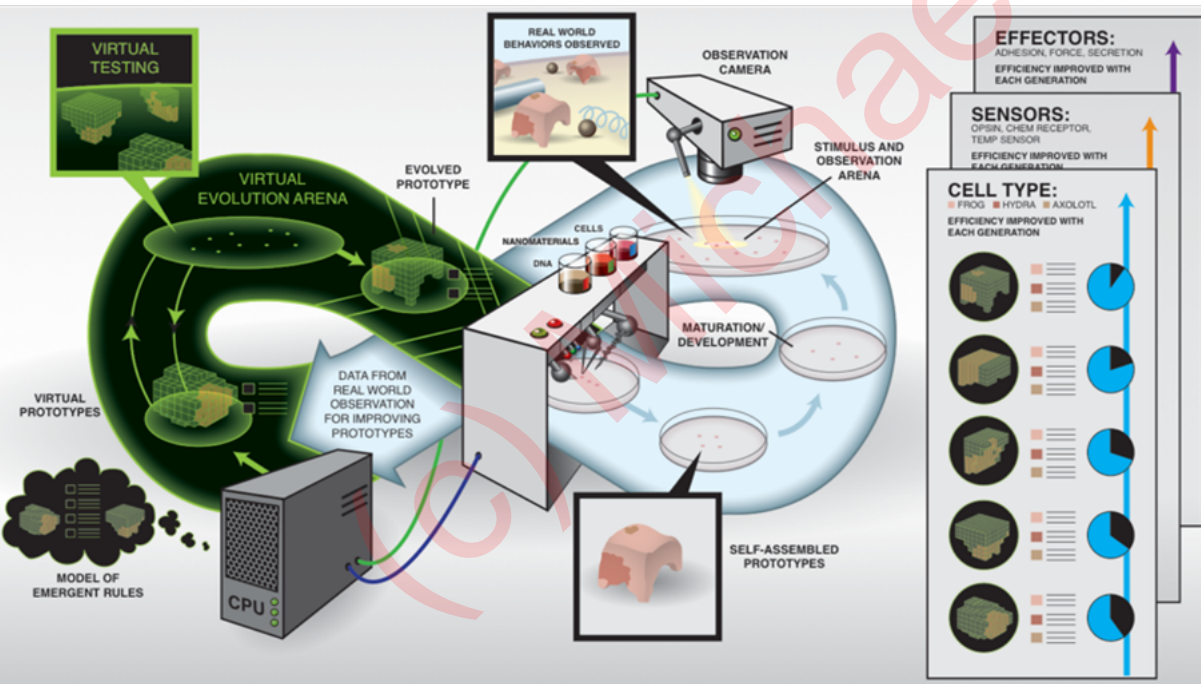 VIRTUAL
TESTING
REAL WORLD
BEHAVIORS OBSERVED
OBSERVATION
CAMERA
EFFECTORS:
ADHESION, FORCE, SECRETION
EFFICIENCY IMPROVED WITH
EACH GENERATION
SENSORS:
OPSIN, CHEM RECEPTOR,
TEMP SENSOR
EFFICIENCY IMPROVED WITH
EACH GENERATION
CELL TYPE:
FROG HYDRA AXOLOTL
EFFICIENCY IMPROVED WITH
EACH GENERATION
VIRTUAL
EVOLUTION ARENA
EVOLVED
PROTOTYPE
STIMULUS AND
OBSERVATION
ARENA
CELLS
NANOMATERIALS
DNA
MATURATION/
DEVELOPMENT
DATA FROM
REAL WORLD
OBSERVATION
FOR IMPROVING
PROTOTYPES
VIRTUAL
PROTOTYPES
MODEL OF
EMERGENT RULES
CPU
SELF-ASSEMBLED
PROTOTYPES
(c) Michae